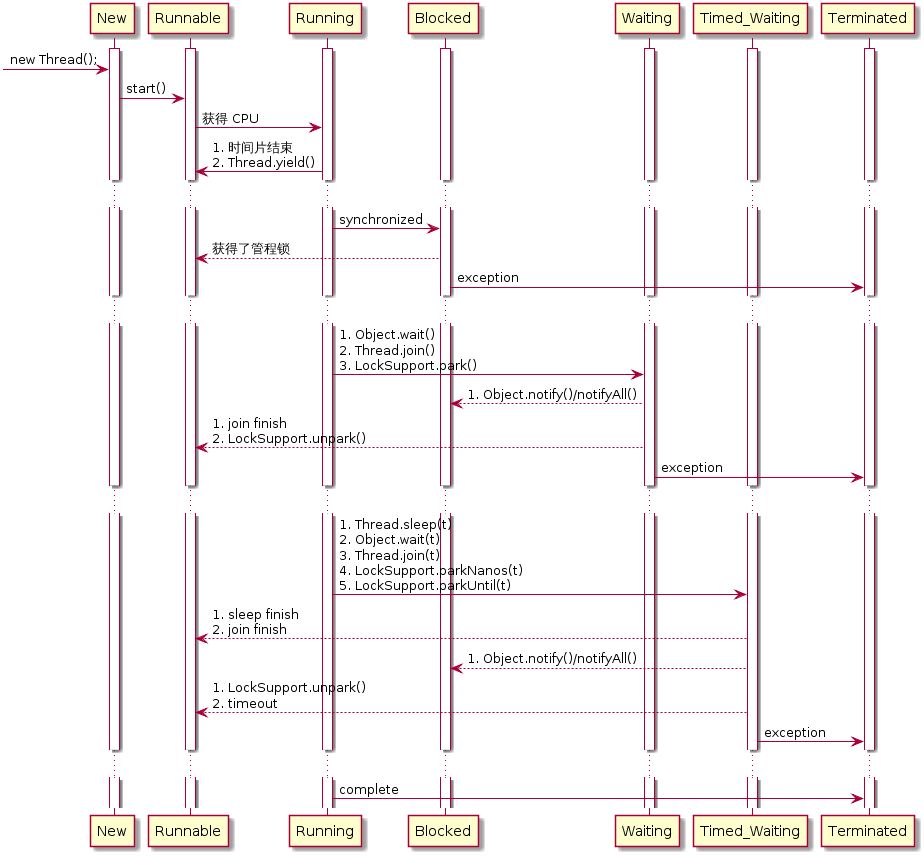 New
Runnable
Running
Blocked
Waiting
Timed_Waiting
Terminated
new Thread();
start()
获得 CPU
1. 时间片结束
2. Thread.yield()
synchronized
获得了管程锁
exception
1. Object.wait()
2. Thread.join()
3. LockSupport.park()
1. Object.notify()/notifyAll()
1. join finish
2. LockSupport.unpark()
exception
1. Thread.sleep(t)
2. Object.wait(t)
3. Thread.join(t)
4. LockSupport.parkNanos(t)
5. LockSupport.parkUntil(t)
1. sleep finish
2. join finish
1. Object.notify()/notifyAll()
1. LockSupport.unpark()
2. timeout
exception
complete
New
Runnable
Running
Blocked
Waiting
Timed_Waiting
Terminated